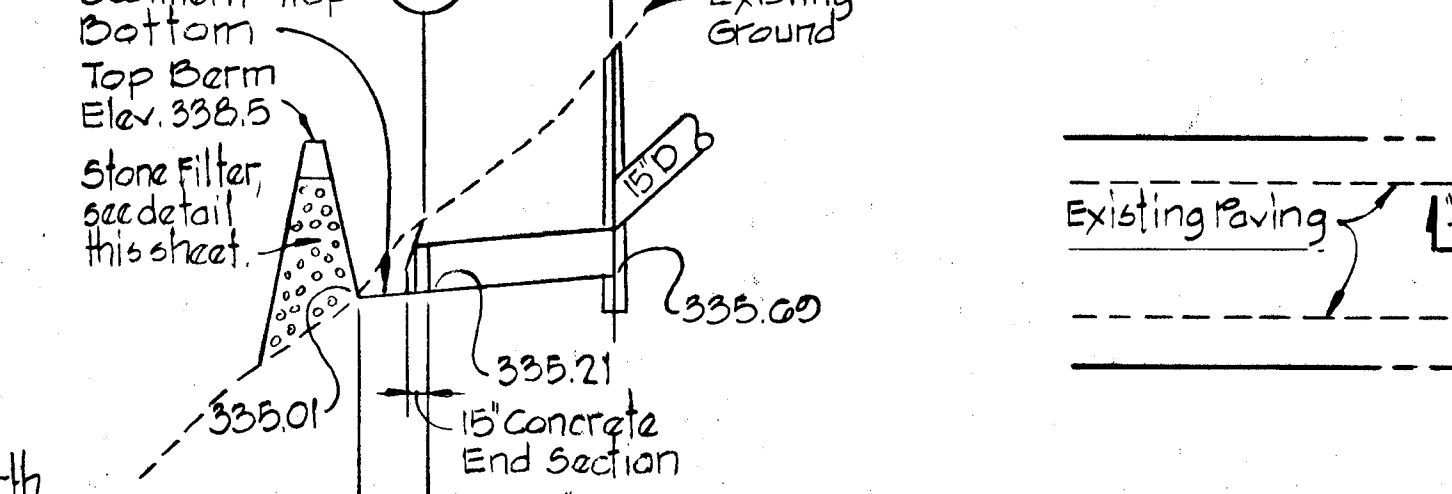 Bottom
Existing
Ground
Top Berm
Elev. 338.5
Stone Filter,
see detail
this sheet.
15"D
Existing Paving
335.69
335.21
335.01
15" Concrete
End Section